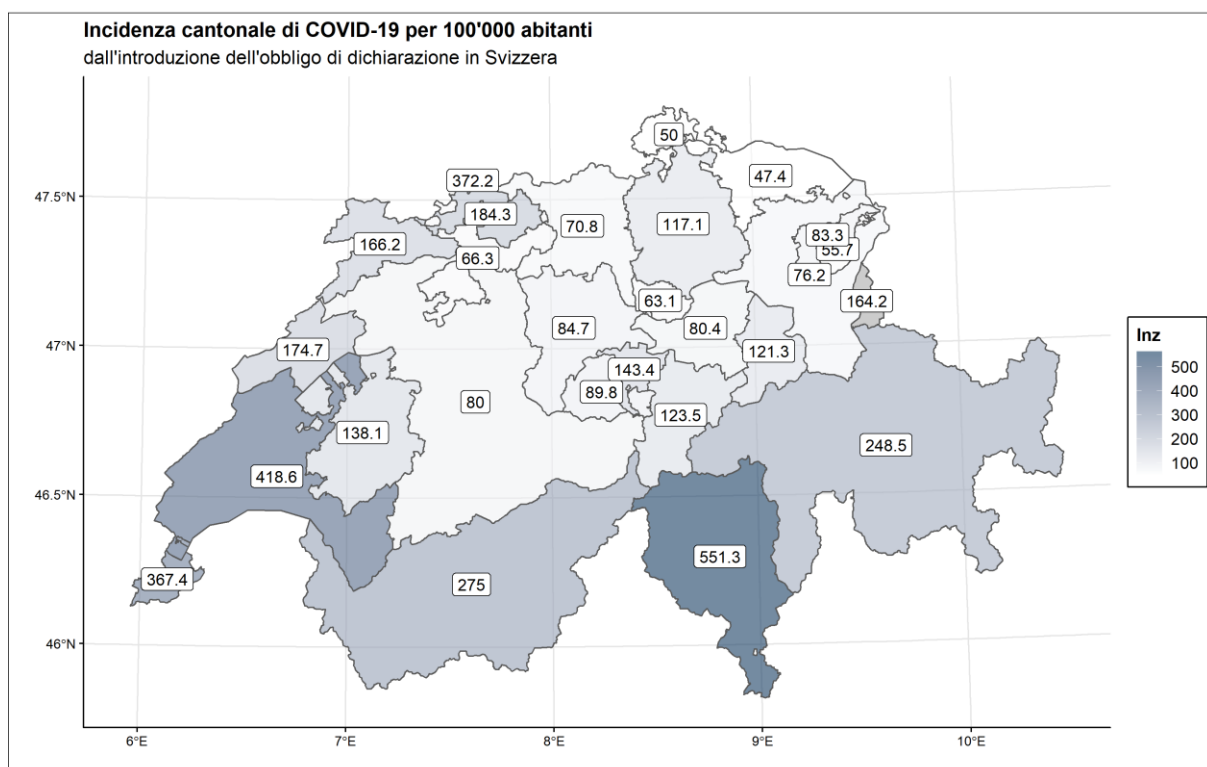 Incidenza cantonale di COVID-19 per 100'000 abitanti
dall'introduzione dell'obbligo di dichiarazione in Svizzera
50
47.5°N
372.2
47.4
184.3
70.8
117.1
83.3
55.7
166.2
66.3
76.2
63.1
164.2
84.7
80.4
47°N
174.7
121.3
143.4
89.8
80
123.5
138.1
248.5
418.6
46.5°N
551.3
367.4
275
46°N
Inz
500
400
300
200
100
6°E
7°E
8°E
9°E
10°E